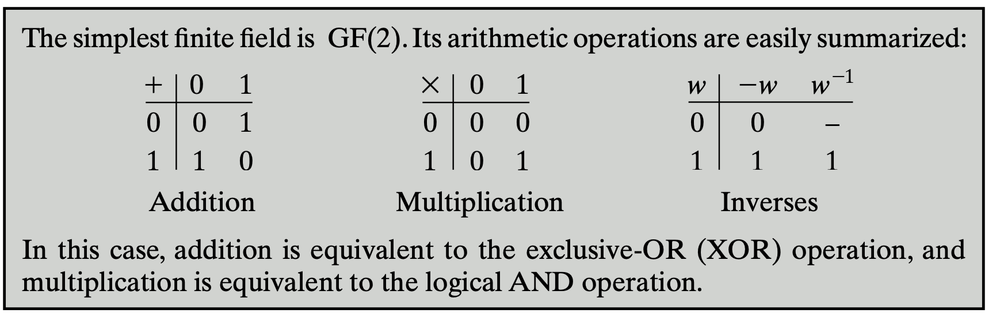 The simplest finite field is GF(2). Its arithmetic operations are easily summarized:
+ | 0 1 × | 0 1 w | −w w⁻¹
0 | 0 1 0 | 0 0 0 | 0 –
1 | 1 0 1 | 0 1 1 | 1 1
Addition Multiplication Inverses
In this case, addition is equivalent to the exclusive-OR (XOR) operation, and
multiplication is equivalent to the logical AND operation.